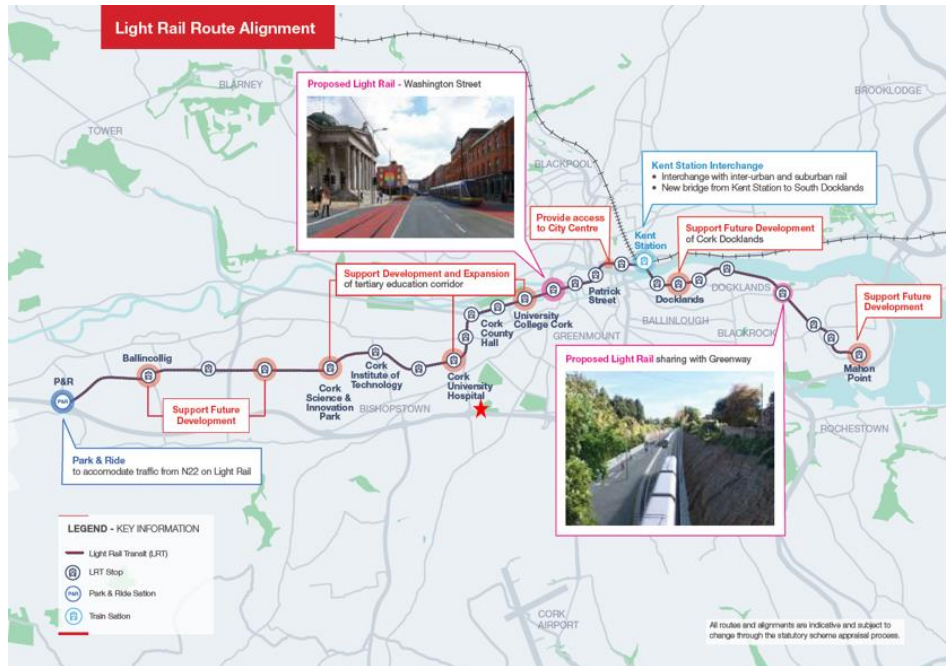 Light Rail Route Alignment
BLARNEY
TOWER
BROOKLODGE
BLACKPOOL
Proposed Light Rail - Washington Street
Kent Station Interchange
• Interchange with inter-urban and suburban rail
• New bridge from Kent Station to South Docklands
Provide access
to City Centre
Kent
Station
Support Future Development
of Cork Docklands
Support Development and Expansion
of tertiary education corridor
Patrick
Street
Docklands
DOCKLANDS
University
College Cork
Cork
County
Hall
GREENMOUNT
BALLINLOUGH
BLACKROCK
Support Future
Development
Mahon
Point
Ballincollig
P&R
P&R
Cork
Science &
Innovation
Park
Cork
Institute of
Technology
Cork
University
Hospital
BISHOPSTOWN
Support Future
Development
Proposed Light Rail sharing with Greenway
ROCHESTOWN
Park & Ride
to accomodate traffic from N22 on Light Rail
LEGEND - KEY INFORMATION
Light Rail Transit (LRT)
LRT Stop
P&R
Park & Ride Sation
Train Sation
CORK
AIRPORT
All routes and alignments are indicative and subject to
change through the statutory scheme appraisal process.